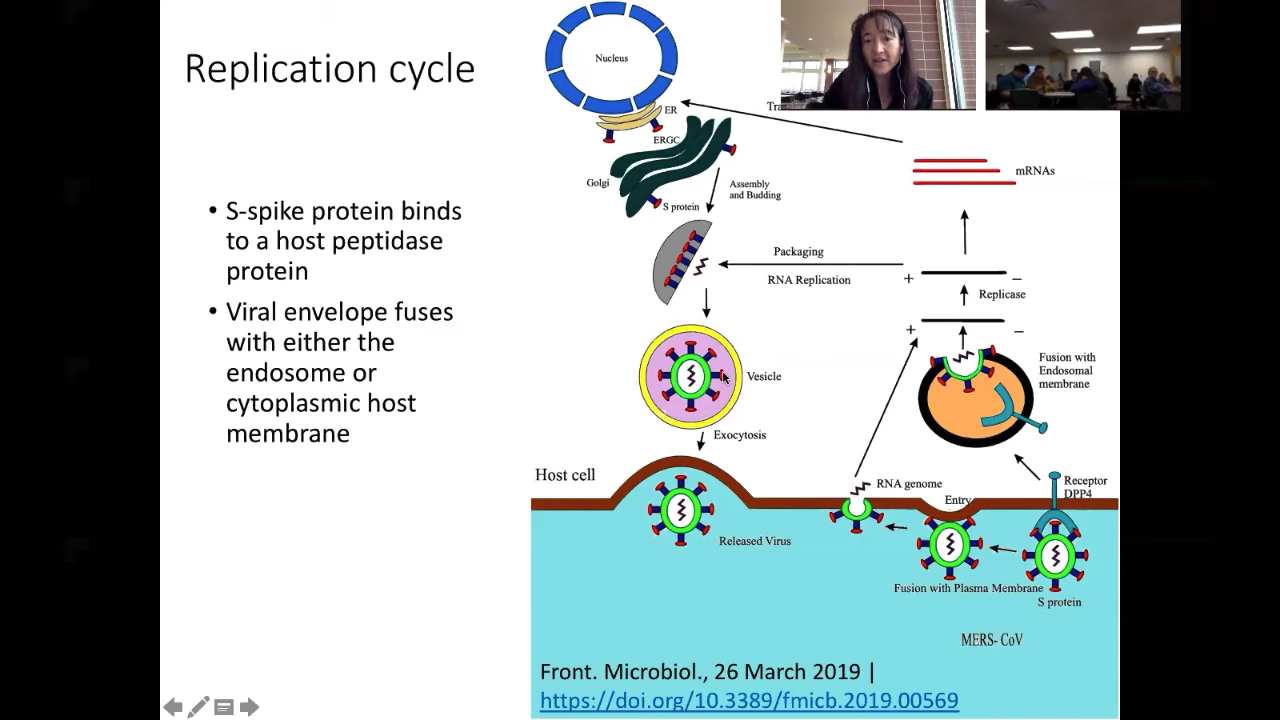 Replication cycle
• S-spike protein binds
to a host peptidase
protein
• Viral envelope fuses
with either the
endosome or
cytoplasmic host
membrane
Nucleus
ER
ERGC
Golgi
S protein
Assembly
and Budding
mRNAs
Packaging
RNA Replication
+
−
Replicase
+
−
Fusion with
Endosomal
membrane
Vesicle
Exocytosis
Host cell
RNA genome
Entry
Receptor
DPP4
Released Virus
Fusion with Plasma Membrane
S protein
MERS- CoV
Front. Microbiol., 26 March 2019 |
https://doi.org/10.3389/fmicb.2019.00569